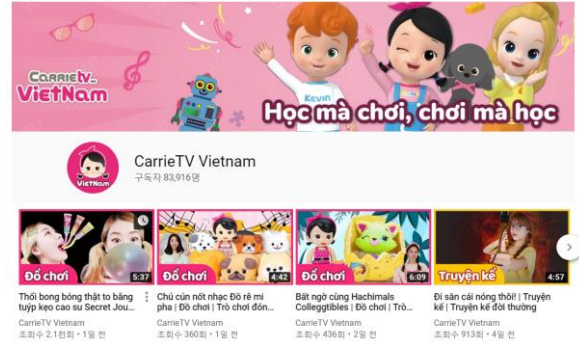 CARRIEtv
VIETNam
KEVIN
Học mà chơi, chơi mà học
VIETNam
CarrieTV Vietnam
구독자 83,916명
Đồ chơi
5:37
Đồ chơi
4:42
Đồ chơi
6:09
Truyện kể
4:57
Thổi bong bóng thật to bằng tuýp kẹo cao su Secret Jou...
Chú cún nốt nhạc Đồ rê mi pha | Đồ chơi | Trò chơi đón...
Bất ngờ cùng Hachimals Colleggtibles | Đồ chơi | Trò...
Đi săn cái nóng thôi! | Truyện kể | Truyện kể đời thường
CarrieTV Vietnam
조회수 2.1천회 • 1일 전
CarrieTV Vietnam
조회수 360회 • 1일 전
CarrieTV Vietnam
조회수 436회 • 2일 전
CarrieTV Vietnam
조회수 913회 • 4일 전